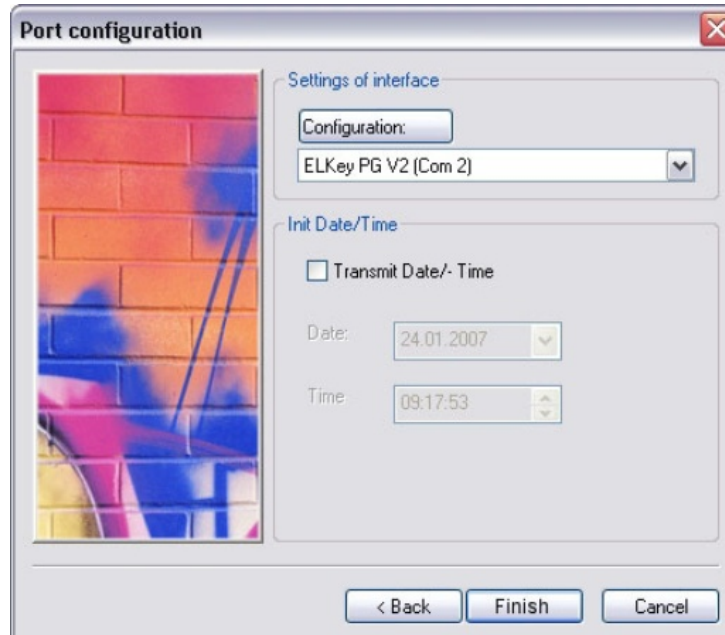 Port configuration
Settings of interface
Configuration:
ELKey PG V2 (Com 2)
Init Date/Time
Transmit Date/- Time
Date:
24.01.2007
Time
09:17:53
< Back
Finish
Cancel